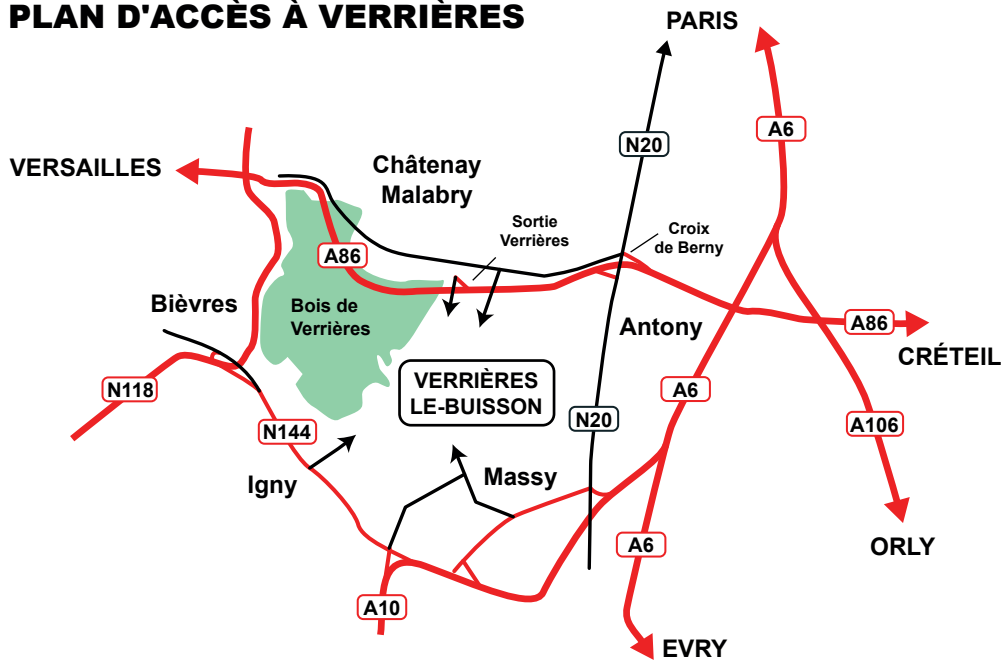 PLAN D'ACCÈS À VERRIÈRES
PARIS
A6
N20
VERSAILLES
Châtenay
Malabry
Sortie
Verrières
Croix
de Berny
A86
Bièvres
Bois de
Verrières
Antony
A86
CRÉTEIL
N118
VERRIÈRES
LE-BUISSON
A6
N20
A106
N144
Igny
Massy
A6
ORLY
A10
EVRY